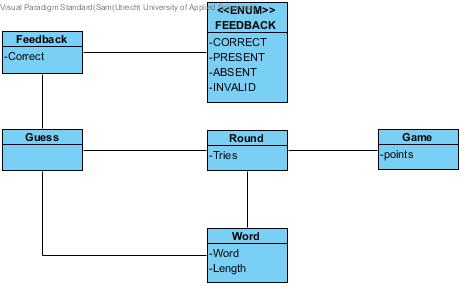 Visual Paradigm Standard(Sam(Utrecht University of Applied
<<ENUM>>
FEEDBACK
-CORRECT
-PRESENT
-ABSENT
-INVALID
Feedback
-Correct
Guess
Round
-Tries
Game
-points
Word
-Word
-Length